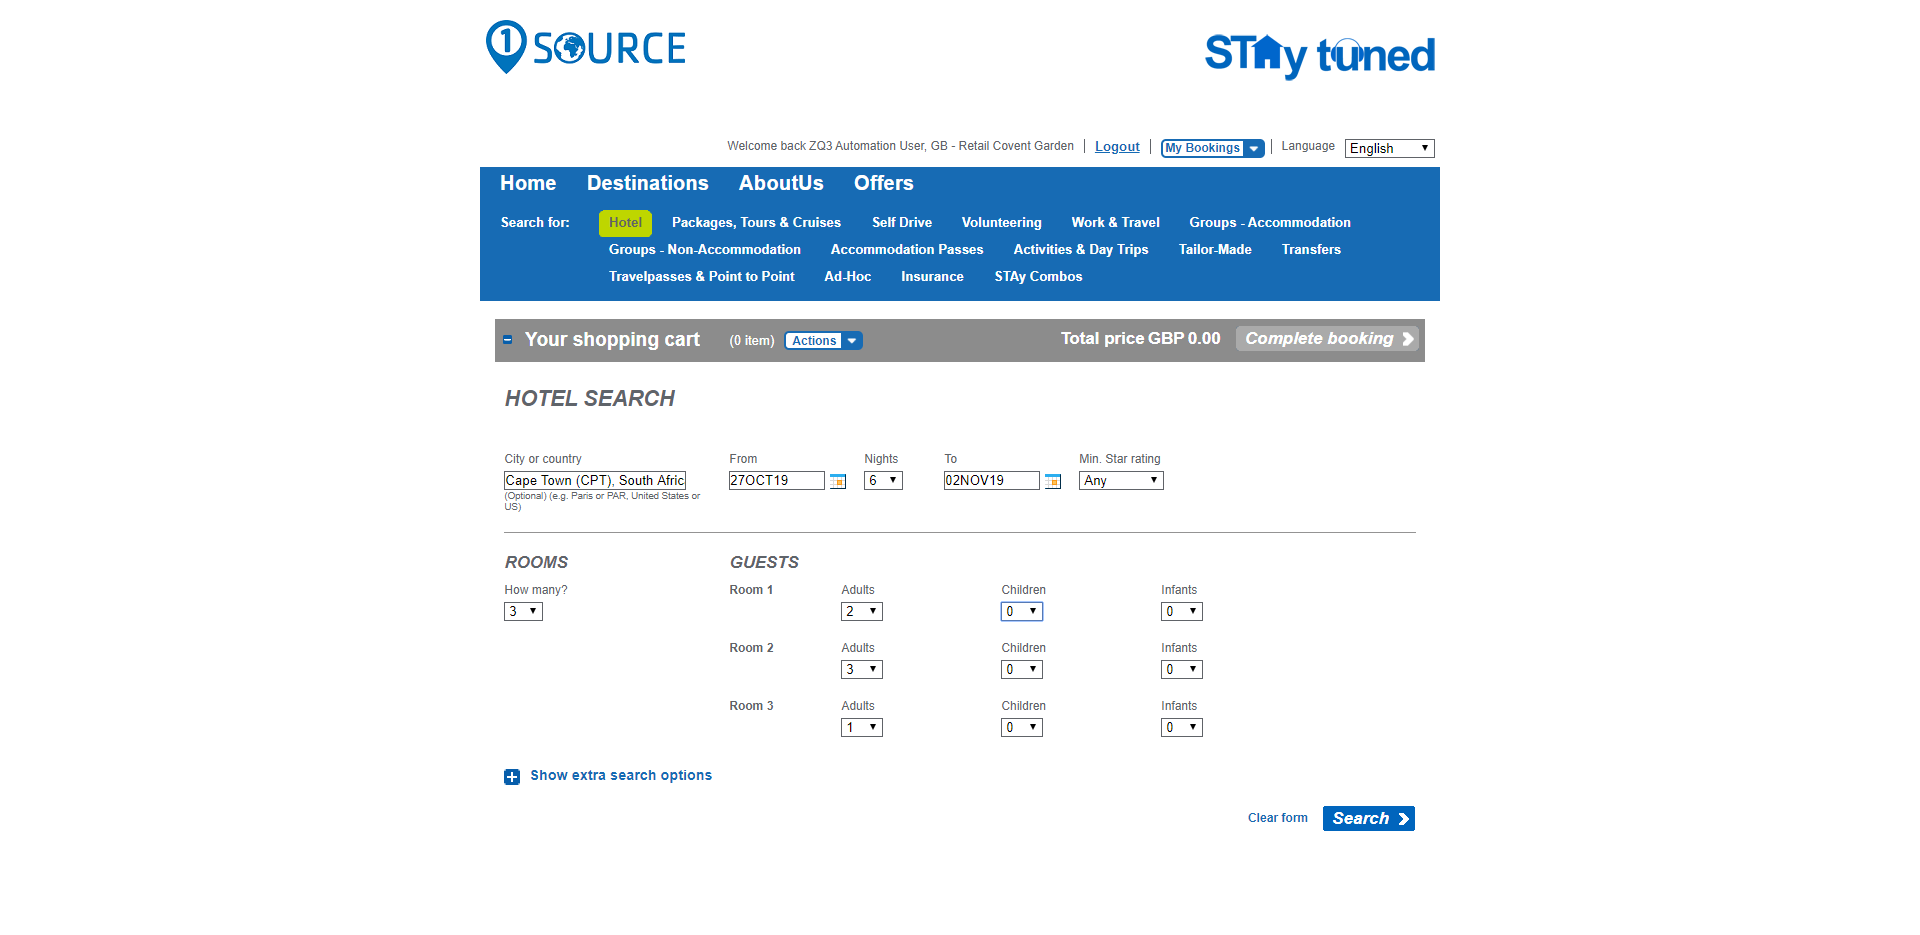 1 SOURCE
STAy tuned
Welcome back ZQ3 Automation User, GB - Retail Covent Garden Logout My Bookings Language English
Home Destinations AboutUs Offers
Search for: Hotel Packages, Tours & Cruises Self Drive Volunteering Work & Travel Groups - Accommodation
Groups - Non-Accommodation Accommodation Passes Activities & Day Trips Tailor-Made Transfers
Travelpasses & Point to Point Ad-Hoc Insurance STAy Combos
Your shopping cart (0 item) Actions Total price GBP 0.00 Complete booking
HOTEL SEARCH
City or country From Nights To Min. Star rating
Cape Town (CPT), South Afric 27OCT19 6 02NOV19 Any
(Optional) (e.g. Paris or PAR, United States or
US)
ROOMS GUESTS
How many? Room 1 Adults Children Infants
3 2 0 0
Room 2 Adults Children Infants
3 0 0
Room 3 Adults Children Infants
1 0 0
Show extra search options
Clear form Search